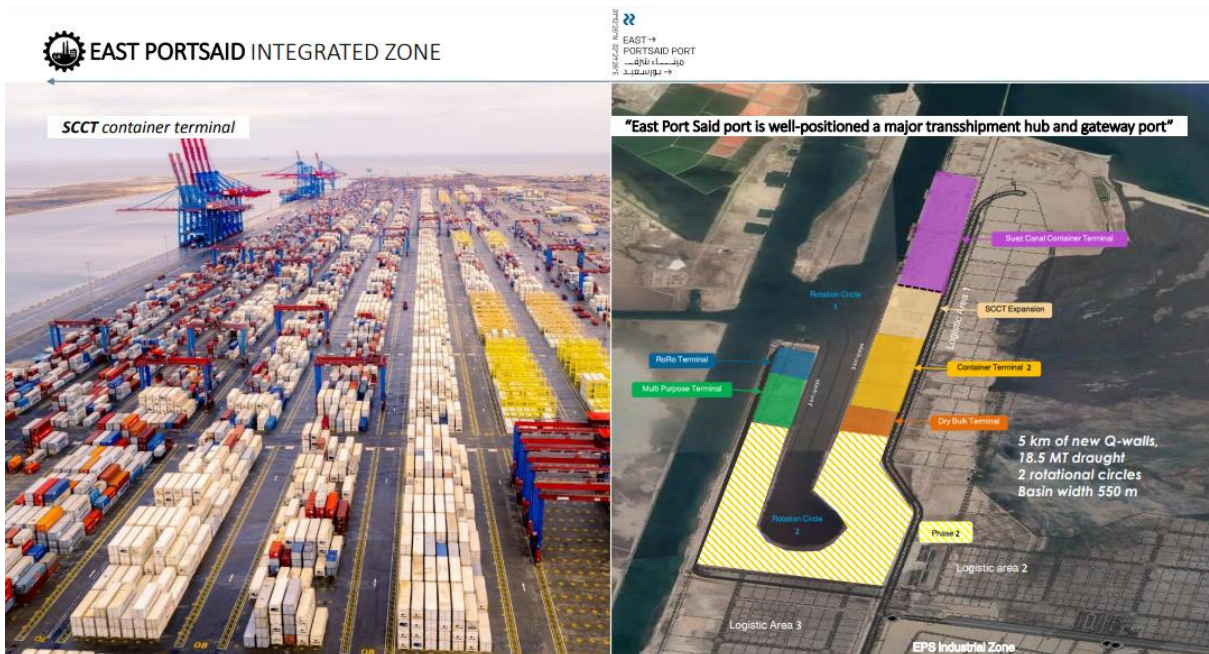 EAST PORTSAID INTEGRATED ZONE
EAST →
PORTSAID PORT
مينـــاء شرق
بورسعيد →
SCCT container terminal
“East Port Said port is well-positioned a major transshipment hub and gateway port”
Suez Canal Container Terminal
Rotation Circle
1
SCCT Expansion
RoRo Terminal
Container Terminal 2
Multi Purpose Terminal
Dry Bulk Terminal
5 km of new Q-walls,
18.5 MT draught
2 rotational circles
Basin width 550 m
Rotation Circle
2
Phase 2
Logistic area 2
Logistic Area 3
EPS Industrial Zone